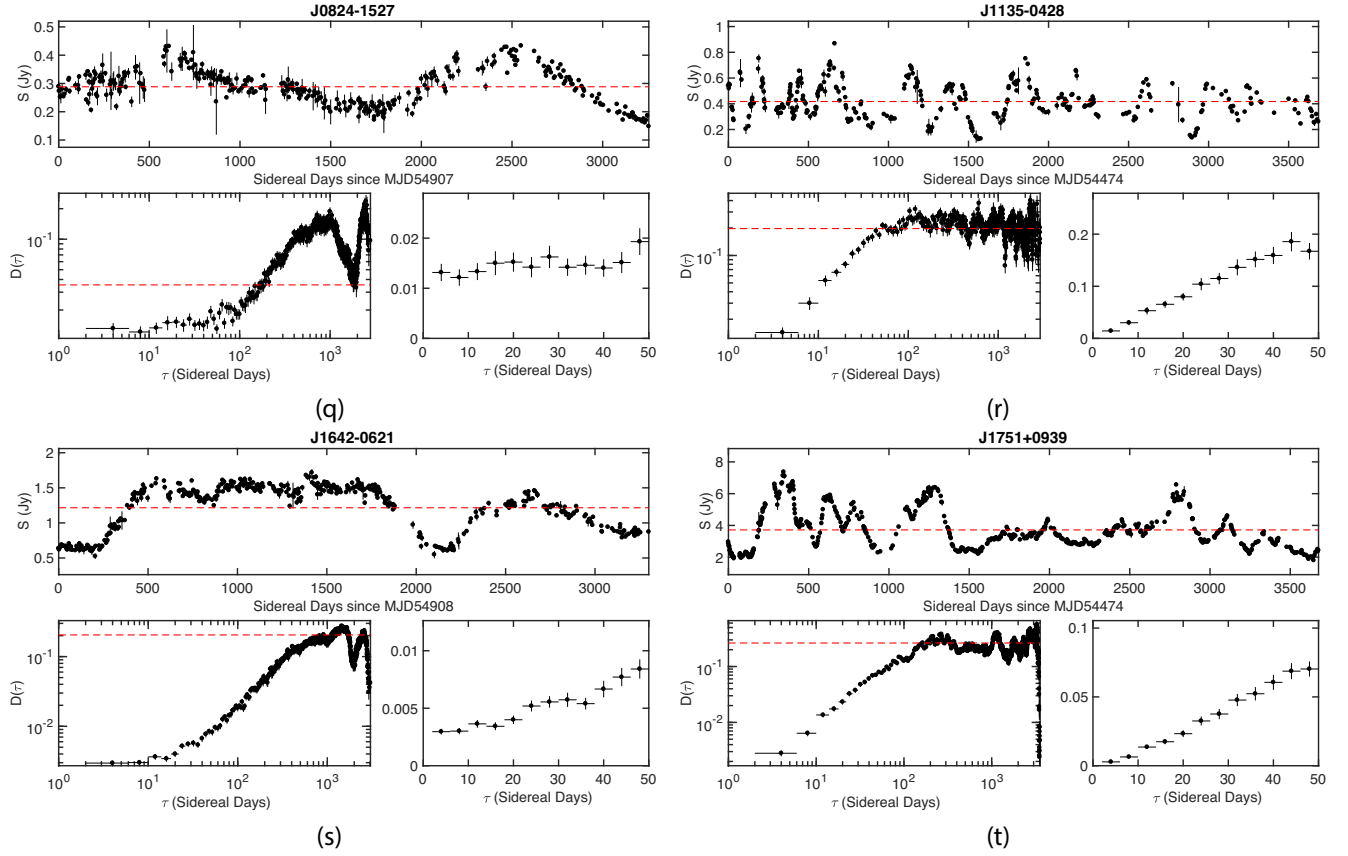 J0824-1527
0.5
0.4
0.3
0.2
0.1
S (Jy)
0 500 1000 1500 2000 2500 3000
Sidereal Days since MJD54907
10^-1
D(τ)
10^0 10^1 10^2 10^3
τ (Sidereal Days)
0.02
0.01
0
0 10 20 30 40 50
τ (Sidereal Days)
(q)
J1135-0428
1
0.8
0.6
0.4
0.2
S (Jy)
0 500 1000 1500 2000 2500 3000 3500
Sidereal Days since MJD54474
10^-1
D(τ)
10^0 10^1 10^2 10^3
τ (Sidereal Days)
0.2
0.1
0
0 10 20 30 40 50
τ (Sidereal Days)
(r)
J1642-0621
2
1.5
1
0.5
S (Jy)
0 500 1000 1500 2000 2500 3000
Sidereal Days since MJD54908
10^-1
10^-2
D(τ)
10^0 10^1 10^2 10^3
τ (Sidereal Days)
0.01
0.005
0
0 10 20 30 40 50
τ (Sidereal Days)
(s)
J1751+0939
8
6
4
2
S (Jy)
0 500 1000 1500 2000 2500 3000 3500
Sidereal Days since MJD54474
10^-1
10^-2
D(τ)
10^0 10^1 10^2 10^3
τ (Sidereal Days)
0.1
0.05
0
0 10 20 30 40 50
τ (Sidereal Days)
(t)